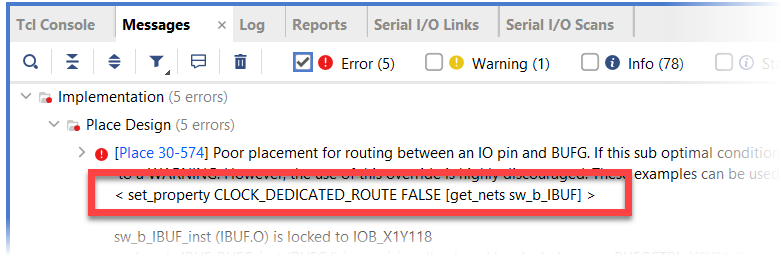 Tcl Console Messages × Log Reports Serial I/O Links Serial I/O Scans
Error (5) Warning (1) Info (78)
Implementation (5 errors)
Place Design (5 errors)
[Place 30-574] Poor placement for routing between an IO pin and BUFG. If this sub optimal condition
to a WARNING. However, the use of this override is highly discouraged. These examples can be used
< set_property CLOCK_DEDICATED_ROUTE FALSE [get_nets sw_b_IBUF] >
sw_b_IBUF_inst (IBUF.O) is locked to IOB_X1Y118